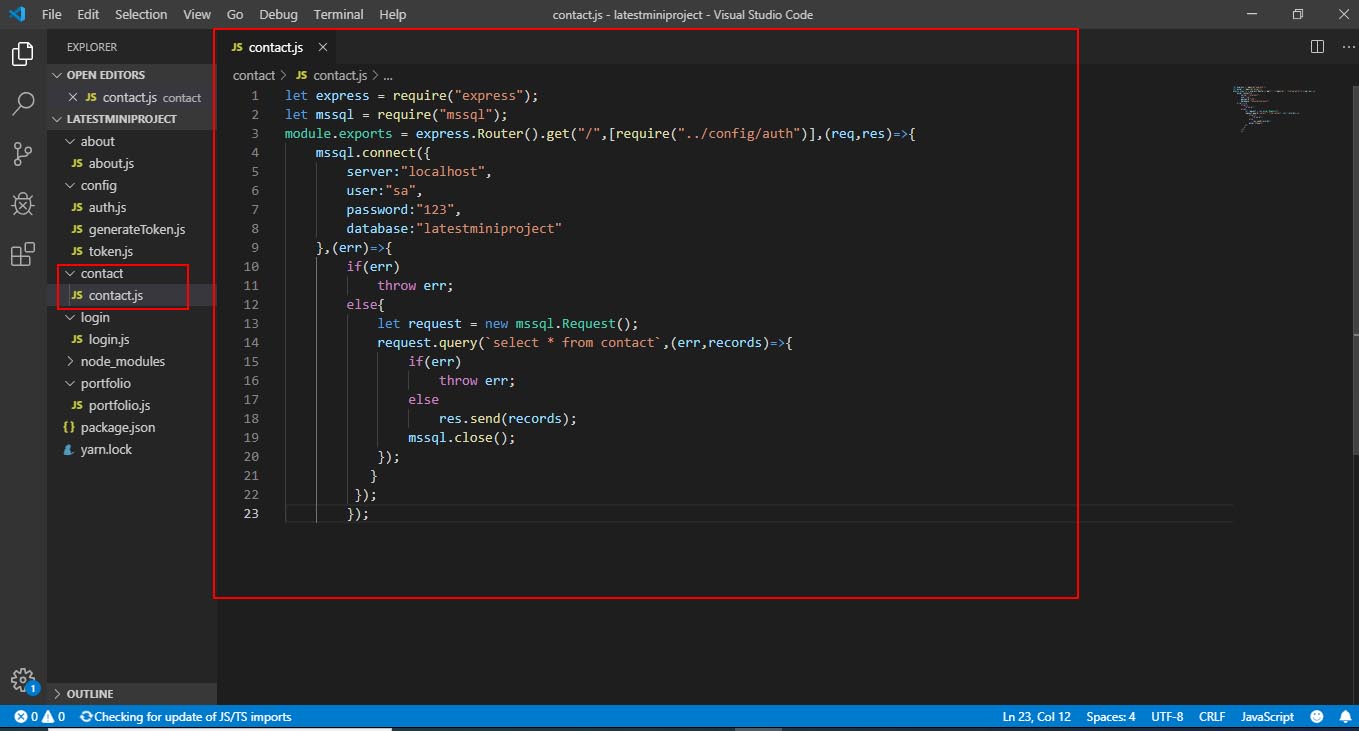 File Edit Selection View Go Debug Terminal Help
contact.js - latestminiproject - Visual Studio Code
EXPLORER
OPEN EDITORS
JS contact.js contact
LATESTMINIPROJECT
about
JS about.js
config
JS auth.js
JS generateToken.js
JS token.js
contact
JS contact.js
login
JS login.js
node_modules
portfolio
JS portfolio.js
{} package.json
yarn.lock
OUTLINE
JS contact.js
contact > JS contact.js > ...
1 let express = require("express");
2 let mssql = require("mssql");
3 module.exports = express.Router().get("/",[require("../config/auth")],(req,res)=>{
4 mssql.connect({
5 server:"localhost",
6 user:"sa",
7 password:"123",
8 database:"latestminiproject"
9 },(err)=>{
10 if(err)
11 throw err;
12 else{
13 let request = new mssql.Request();
14 request.query(`select * from contact`,(err,records)=>{
15 if(err)
16 throw err;
17 else
18 res.send(records);
19 mssql.close();
20 });
21 }
22 });
23 });
1
0 0 Checking for update of JS/TS imports
Ln 23, Col 12 Spaces: 4 UTF-8 CRLF JavaScript